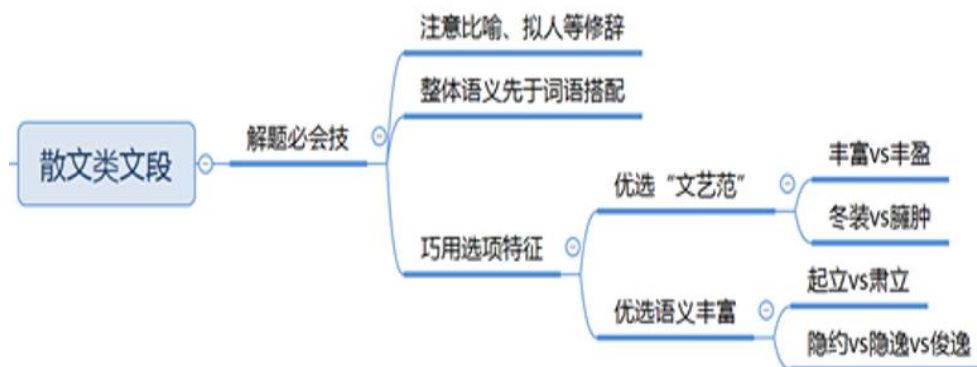 散文类文段
解题必会技
注意比喻、拟人等修辞
整体语义先于词语搭配
巧用选项特征
优选“文艺范”
丰富vs丰盈
冬装vs臃肿
优选语义丰富
起立vs肃立
隐约vs隐逸vs俊逸